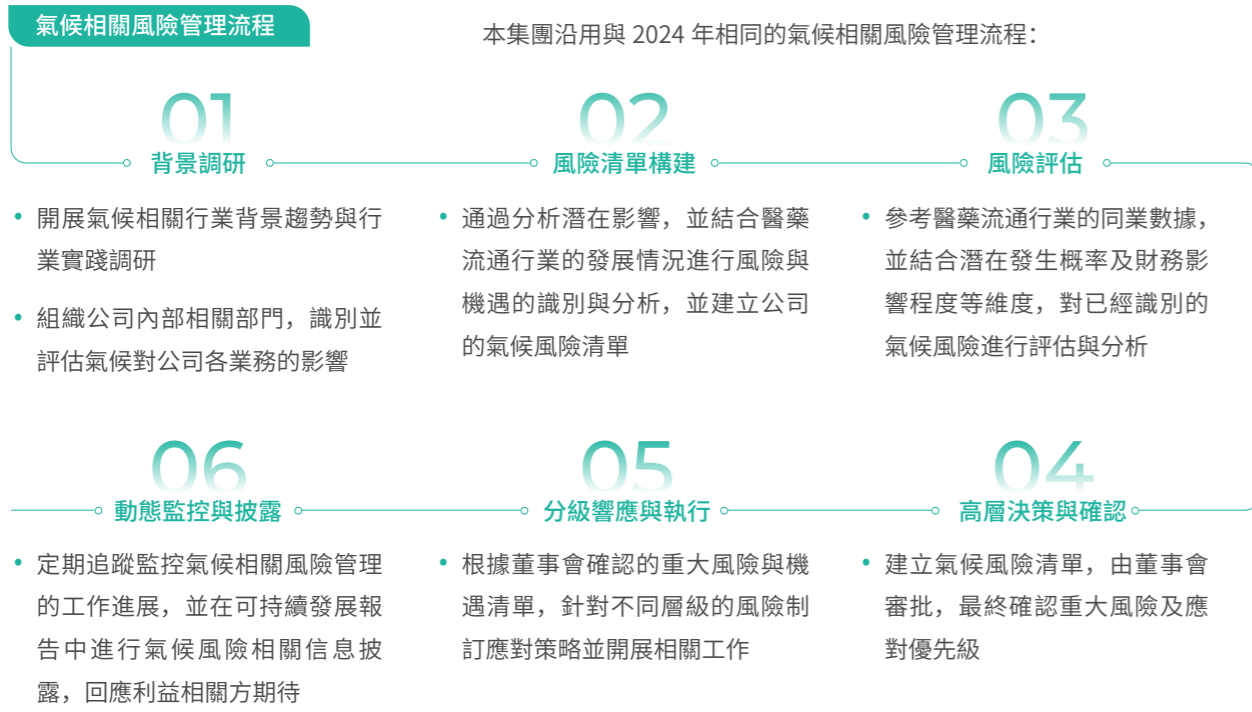 氣候相關風險管理流程
本集團沿用與 2024 年相同的氣候相關風險管理流程：
01
背景調研
• 開展氣候相關行業背景趨勢與行
業實踐調研
• 組織公司內部相關部門，識別並
評估氣候對公司各業務的影響
02
風險清單構建
• 通過分析潛在影響，並結合醫藥
流通行業的發展情況進行風險與
機遇的識別與分析，並建立公司
的氣候風險清單
03
風險評估
• 參考醫藥流通行業的同業數據，
並結合潛在發生概率及財務影
響程度等維度，對已經識別的
氣候風險進行評估與分析
04
高層決策與確認
• 建立氣候風險清單，由董事會
審批，最終確認重大風險及應
對優先級
05
分級響應與執行
• 根據董事會確認的重大風險與機
遇清單，針對不同層級的風險制
訂應對策略並開展相關工作
06
動態監控與披露
• 定期追蹤監控氣候相關風險管理
的工作進展，並在可持續發展報
告中進行氣候風險相關信息披
露，回應利益相關方期待